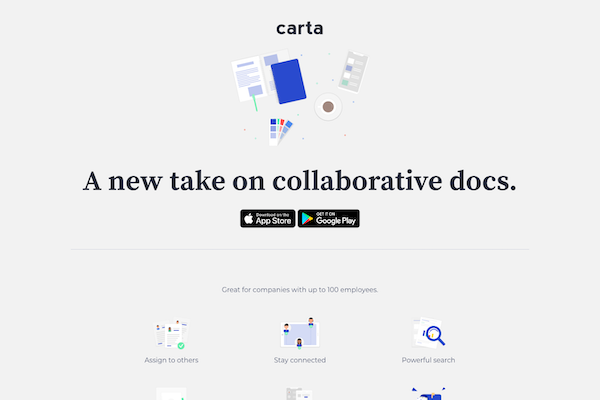 carta
A new take on collaborative docs.
Download on the
App Store
GET IT ON
Google Play
Great for companies with up to 100 employees.
Assign to others
Stay connected
Powerful search